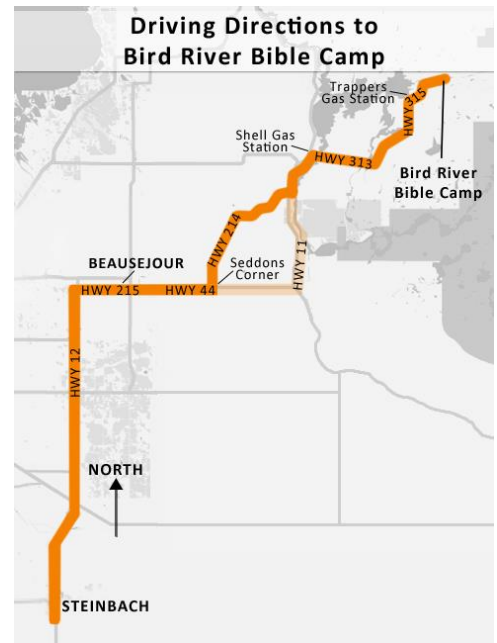 Driving Directions to
Bird River Bible Camp
Trappers
Gas Station
HWY 315
Shell Gas
Station
HWY 313
Bird River
Bible Camp
HWY 214
HWY 11
BEAUSEJOUR
Seddons
Corner
HWY 215
HWY 44
HWY 12
NORTH
STEINBACH